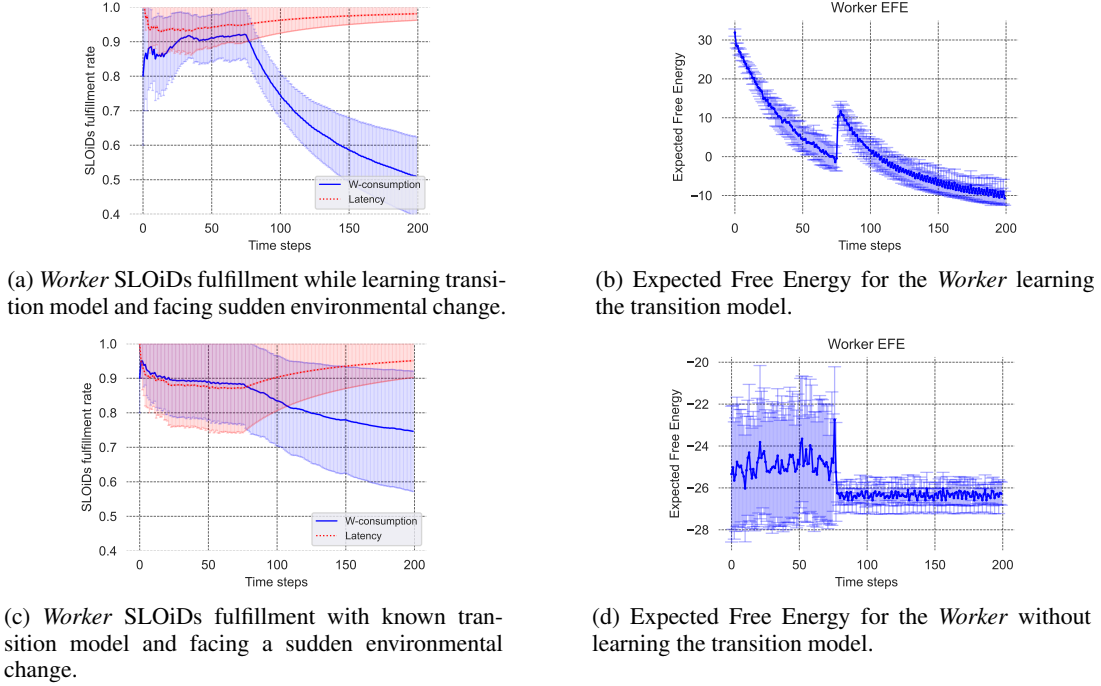 1.0
0.9
0.8
0.7
0.6
0.5
0.4
SLOiDs fulfillment rate
W-consumption
Latency
0 50 100 150 200
Time steps
(a) Worker SLOiDs fulfillment while learning transi-
tion model and facing sudden environmental change.
Worker EFE
30
20
10
0
−10
Expected Free Energy
0 50 100 150 200
Time steps
(b) Expected Free Energy for the Worker learning
the transition model.
1.0
0.9
0.8
0.7
0.6
0.5
0.4
SLOiDs fulfillment rate
W-consumption
Latency
0 50 100 150 200
Time steps
(c) Worker SLOiDs fulfillment with known tran-
sition model and facing a sudden environmental
change.
Worker EFE
−20
−22
−24
−26
−28
Expected Free Energy
0 50 100 150 200
Time steps
(d) Expected Free Energy for the Worker without
learning the transition model.